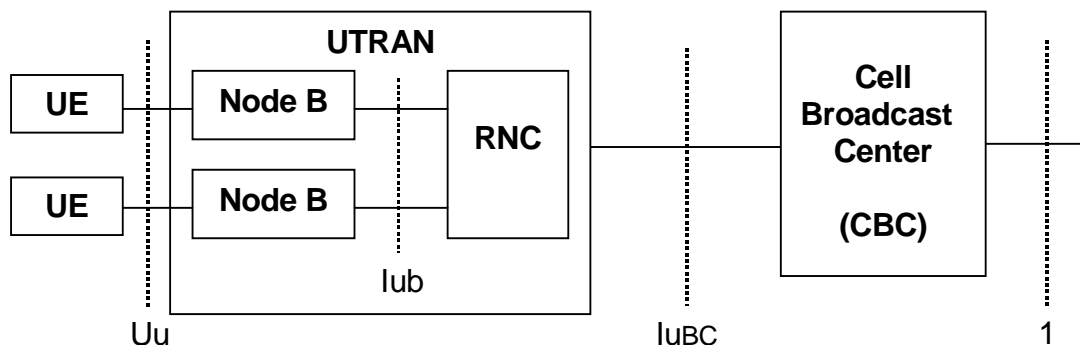 UTRAN
UE
Node B
RNC
UE
Node B
Iub
Cell
Broadcast
Center
(CBC)
Uu
IuBC
1